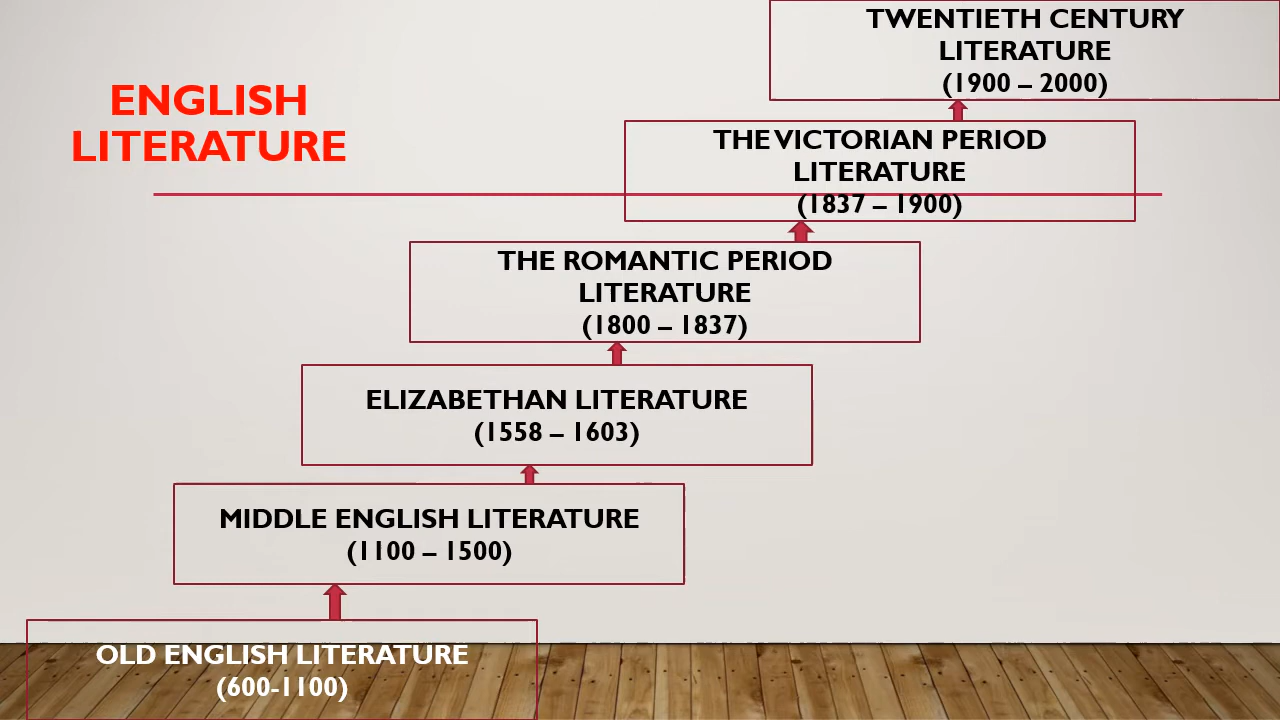 ENGLISH
LITERATURE
TWENTIETH CENTURY
LITERATURE
(1900 – 2000)
THE VICTORIAN PERIOD
LITERATURE
(1837 – 1900)
THE ROMANTIC PERIOD
LITERATURE
(1800 – 1837)
ELIZABETHAN LITERATURE
(1558 – 1603)
MIDDLE ENGLISH LITERATURE
(1100 – 1500)
OLD ENGLISH LITERATURE
(600-1100)